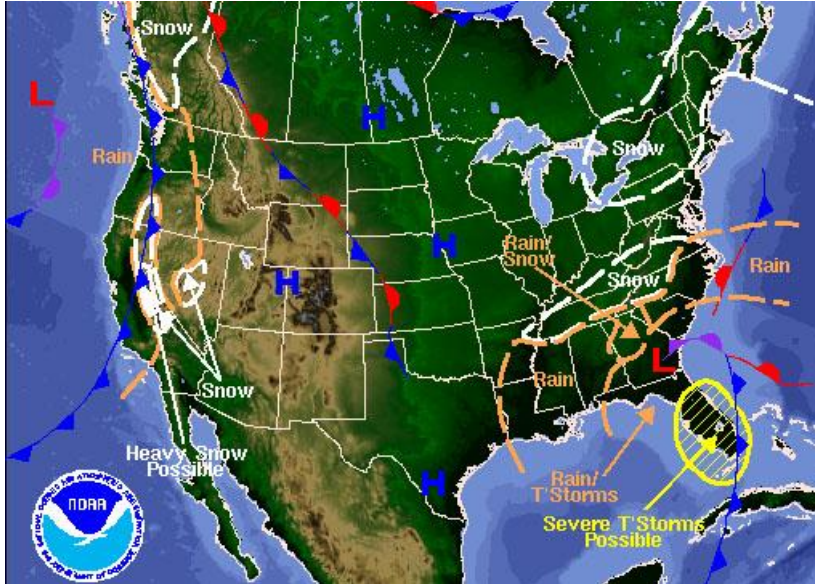 Snow
L
H
Rain
Snow
H
Rain/
Snow
Rain
H
Snow
L
Snow
Rain
Heavy Snow
Possible
H
Rain/
T'Storms
NOAA
Severe T'Storms
Possible